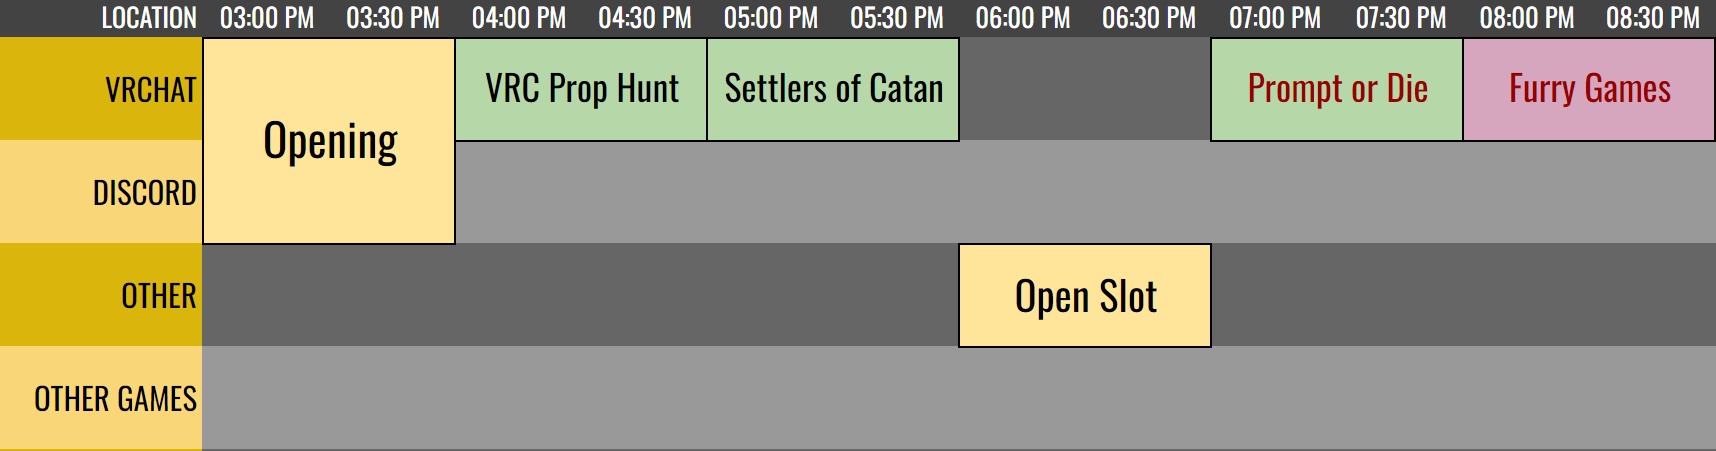 LOCATION 03:00 PM 03:30 PM 04:00 PM 04:30 PM 05:00 PM 05:30 PM 06:00 PM 06:30 PM 07:00 PM 07:30 PM 08:00 PM 08:30 PM
VRCHAT
Opening
VRC Prop Hunt
Settlers of Catan
Prompt or Die
Furry Games
DISCORD
OTHER
Open Slot
OTHER GAMES